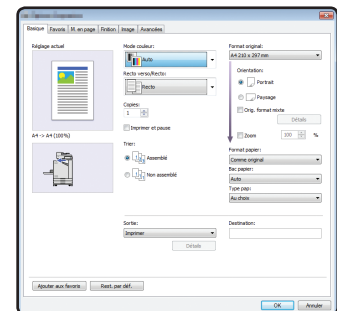 Basique Favoris M. en page Finition Image Avancées
Réglage actuel
A4 -> A4 (100%)
Mode couleur:
Auto
Recto verso/Recto:
Recto
Copies:
1
Imprimer et pause
Trier:
Assemblé
Non assemblé
Sortie:
Imprimer
Détails
Format original:
A4 210 x 297 mm
Orientation:
Portrait
Paysage
Orig. format mixte
Détails
Zoom 100 %
Format papier:
Comme original
Bac papier:
Auto
Type pap:
Au choix
Destination:
Ajouter aux favoris Rest. par déf.
OK Annuler